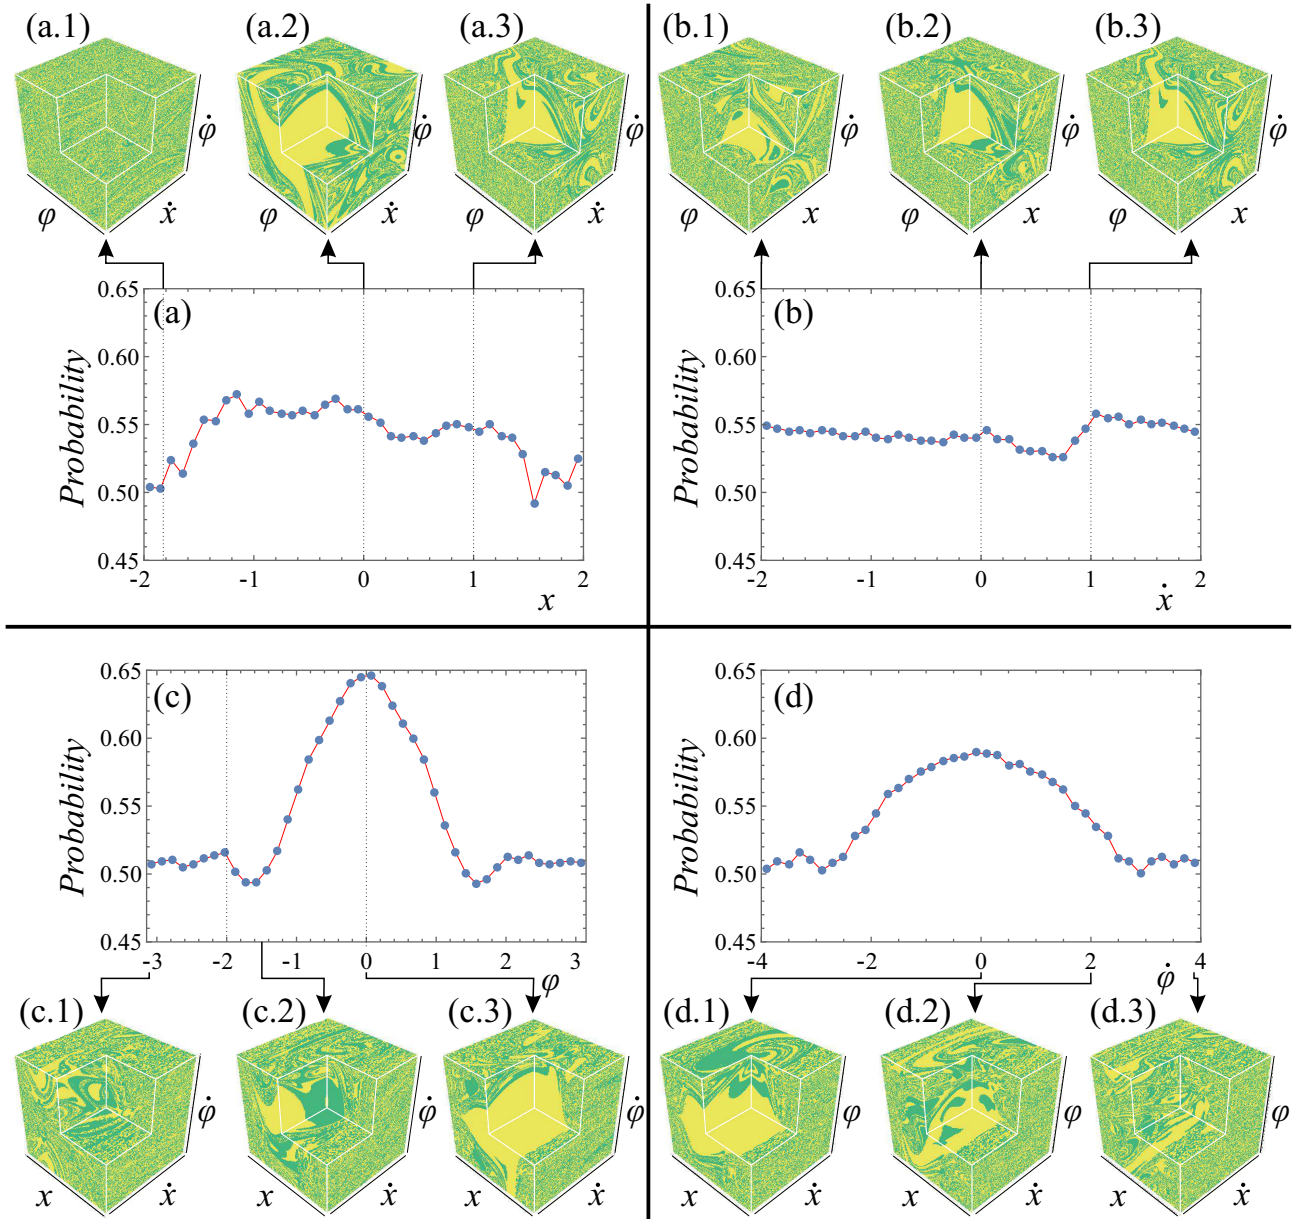 (a.1) (a.2) (a.3) (b.1) (b.2) (b.3)
φ̇ φ̇ φ̇ φ̇ φ̇ φ̇
φ ẋ φ ẋ φ ẋ φ x φ x φ x
(a)
Probability
0.65
0.60
0.55
0.50
0.45
-2 -1 0 1 2
x
(b)
Probability
0.65
0.60
0.55
0.50
0.45
-2 -1 0 1 2
ẋ
(c)
Probability
0.65
0.60
0.55
0.50
0.45
-3 -2 -1 0 1 2 3
φ
(d)
Probability
0.65
0.60
0.55
0.50
0.45
-4 -2 0 2 4
φ̇
(c.1) (c.2) (c.3) (d.1) (d.2) (d.3)
φ̇ φ̇ φ̇ φ φ φ
x ẋ x ẋ x ẋ x ẋ x ẋ x ẋ